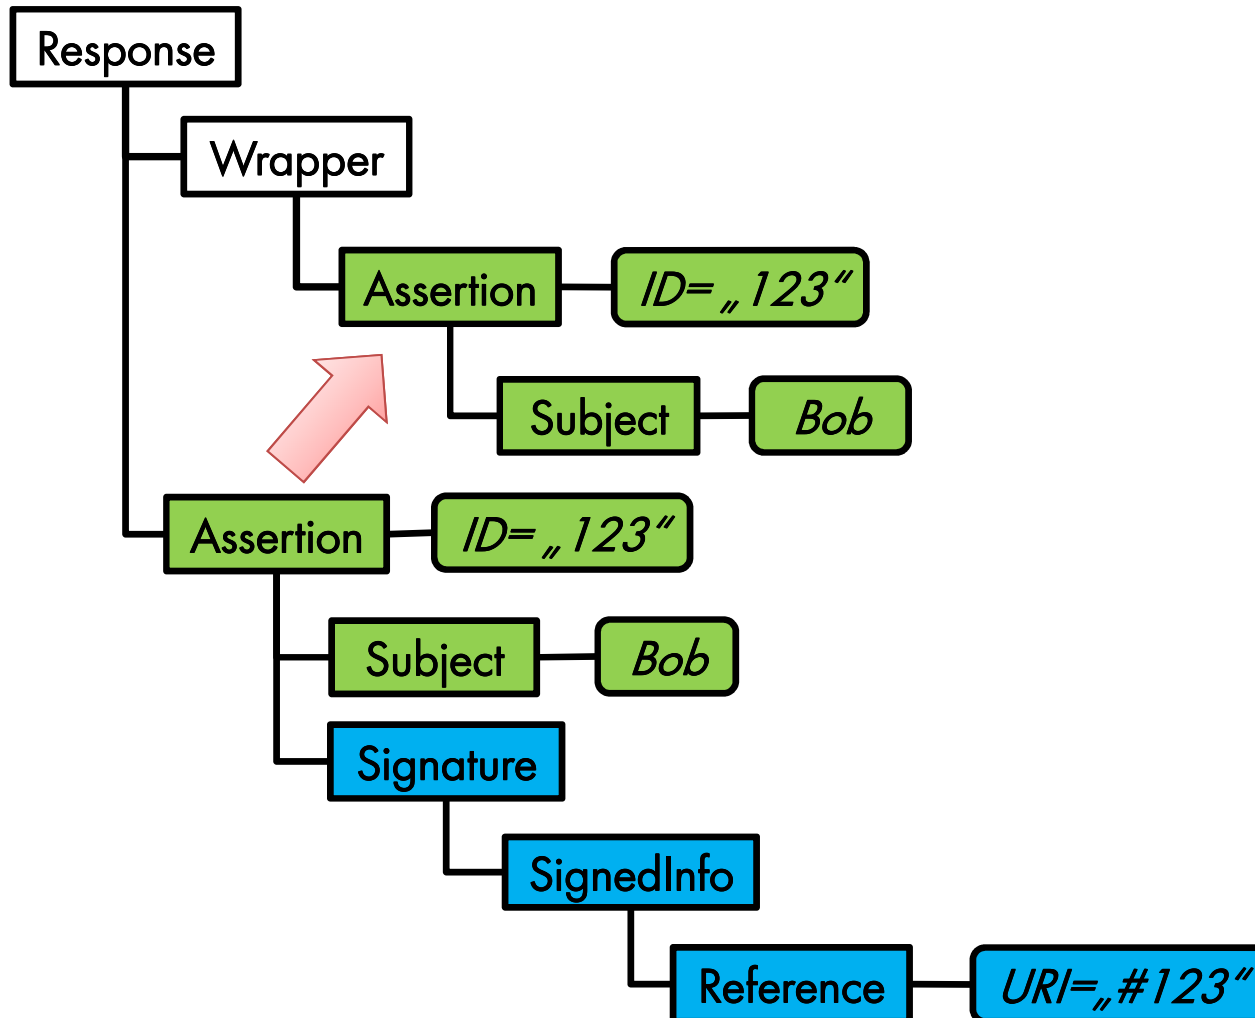 Response
Wrapper
Assertion
ID=„123“
Subject
Bob
Assertion
ID=„123“
Subject
Bob
Signature
SignedInfo
Reference
URI=„#123“